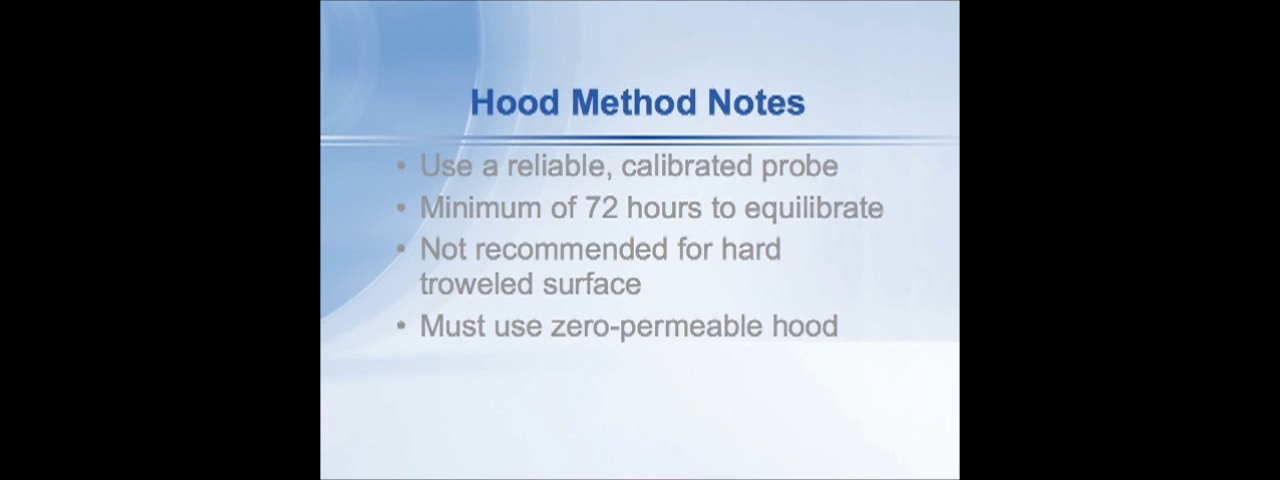 Hood Method Notes
• Use a reliable, calibrated probe
• Minimum of 72 hours to equilibrate
• Not recommended for hard
troweled surface
• Must use zero-permeable hood